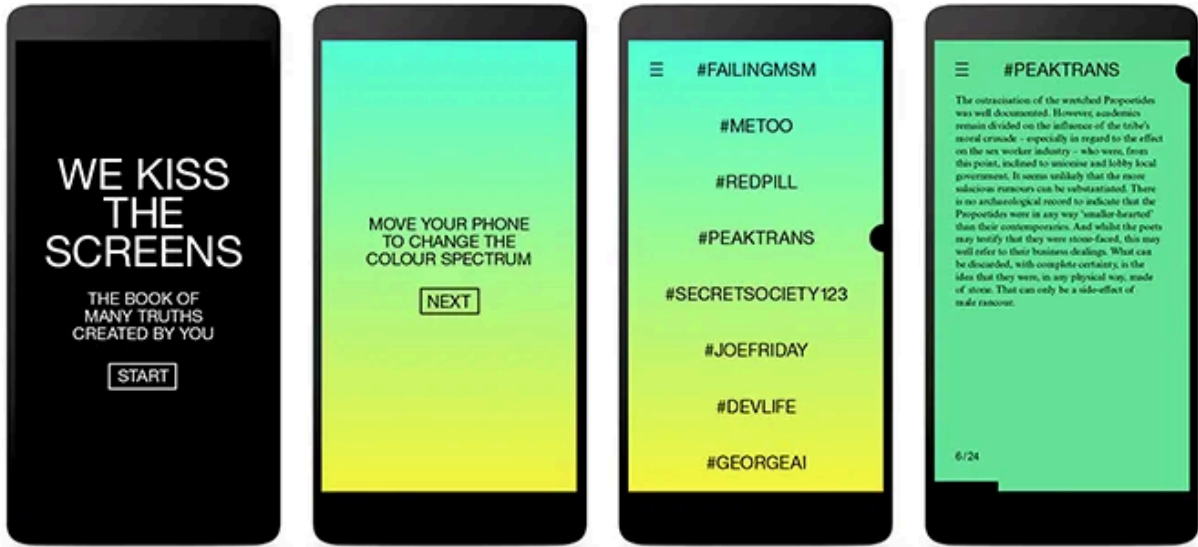 WE KISS
THE
SCREENS
THE BOOK OF
MANY TRUTHS
CREATED BY YOU
START
MOVE YOUR PHONE
TO CHANGE THE
COLOUR SPECTRUM
NEXT
#FAILINGMSM
#METOO
#REDPILL
#PEAKTRANS
#SECRETSOCIETY123
#JOEFRIDAY
#DEVLIFE
#GEORGEAI
#PEAKTRANS
The ostracisation of the wretched Propoetides
was well documented. However, academics
remain divided on the influence of the tribe's
moral crusade – especially in regard to the effect
on the sex worker industry – who were, from
this point, inclined to unionise and lobby local
government. It seems unlikely that the more
salacious rumours can be substantiated. There
is no archaeological record to indicate that the
Propoetides were in any way 'smaller-hearted'
than their contemporaries. And whilst the poets
may testify that they were stone-faced, this may
well refer to their business dealings. What can
be discarded, with complete certainty, is the
idea that they were, in any physical way, made
of stone. That can only be a side-effect of
male rancour.
6/24